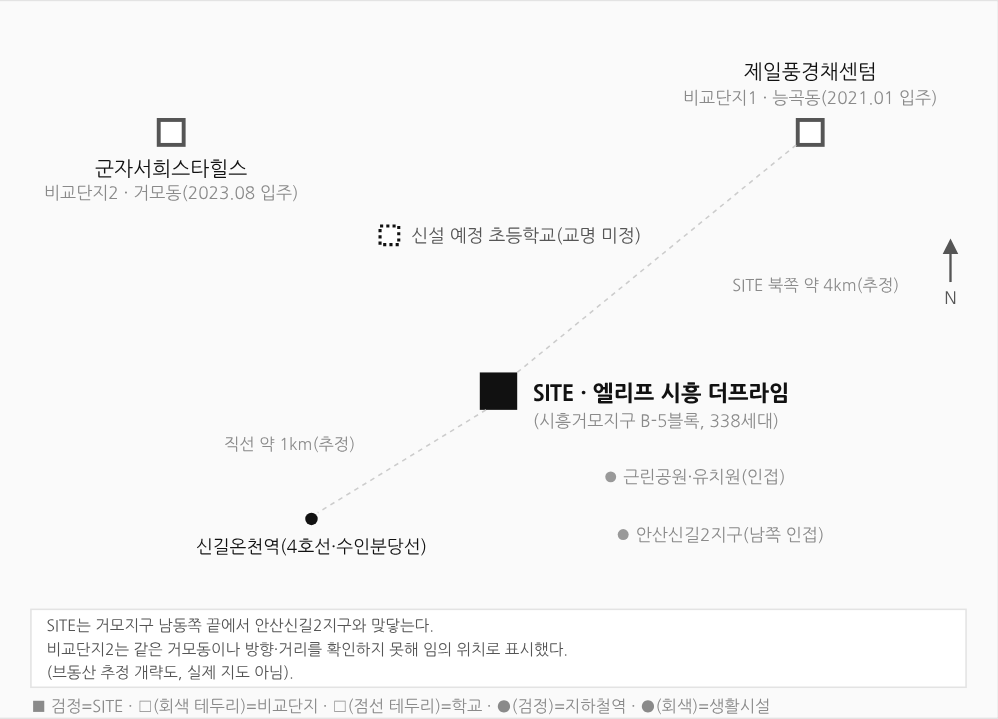 제일풍경채센텀
비교단지1 · 능곡동(2021.01 입주)
군자서희스타힐스
비교단지2 · 거모동(2023.08 입주)
신설 예정 초등학교(교명 미정)
SITE 북쪽 약 4km(추정)
N
SITE · 엘리프 시흥 더프라임
(시흥거모지구 B-5블록, 338세대)
직선 약 1km(추정)
근린공원·유치원(인접)
안산신길2지구(남쪽 인접)
신길온천역(4호선·수인분당선)
SITE는 거모지구 남동쪽 끝에서 안산신길2지구와 맞닿는다.
비교단지2는 같은 거모동이나 방향·거리를 확인하지 못해 임의 위치로 표시했다.
(브동산 추정 개략도, 실제 지도 아님).
■ 검정=SITE · □(회색 테두리)=비교단지 · □(점선 테두리)=학교 · ●(검정)=지하철역 · ●(회색)=생활시설